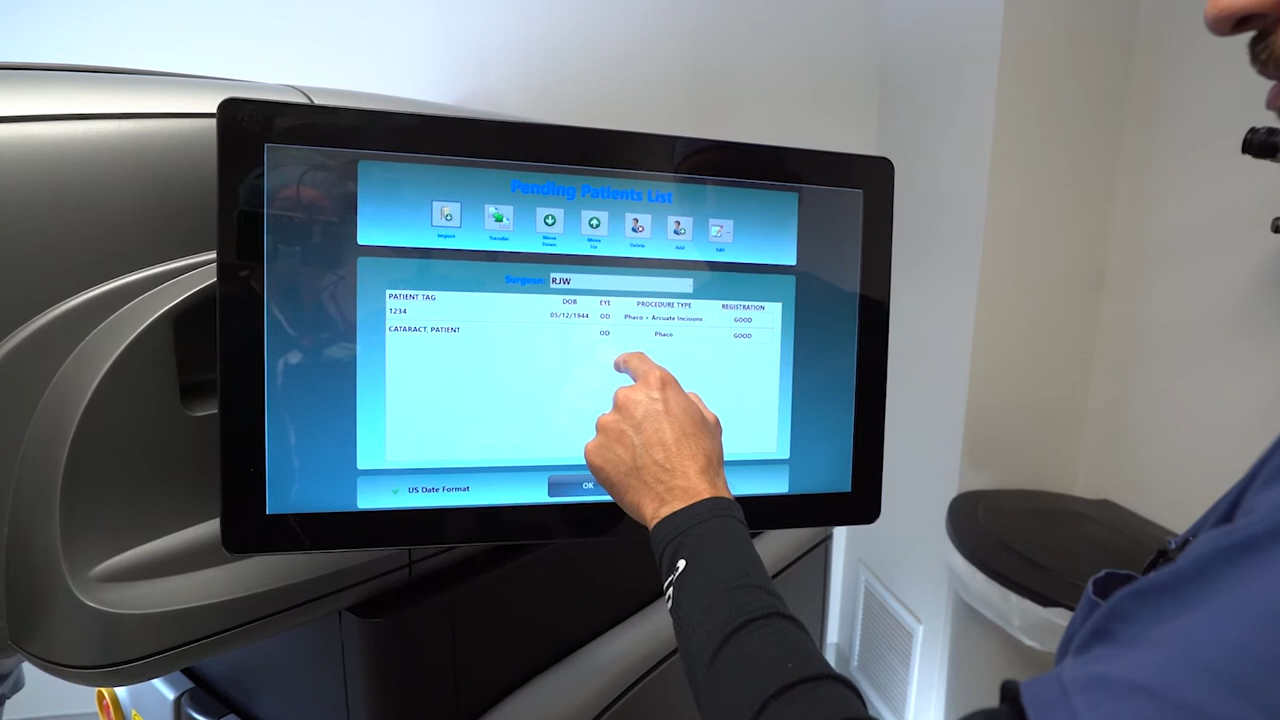 Pending Patients List
Import Transfer Move Down Move Up Delete Add Edit
Surgeon: RJW
PATIENT TAG DOB EYE PROCEDURE TYPE REGISTRATION
1234 05/12/1944 OD Phaco + Arcuate Incisions GOOD
CATARACT, PATIENT OD Phaco GOOD
US Date Format OK